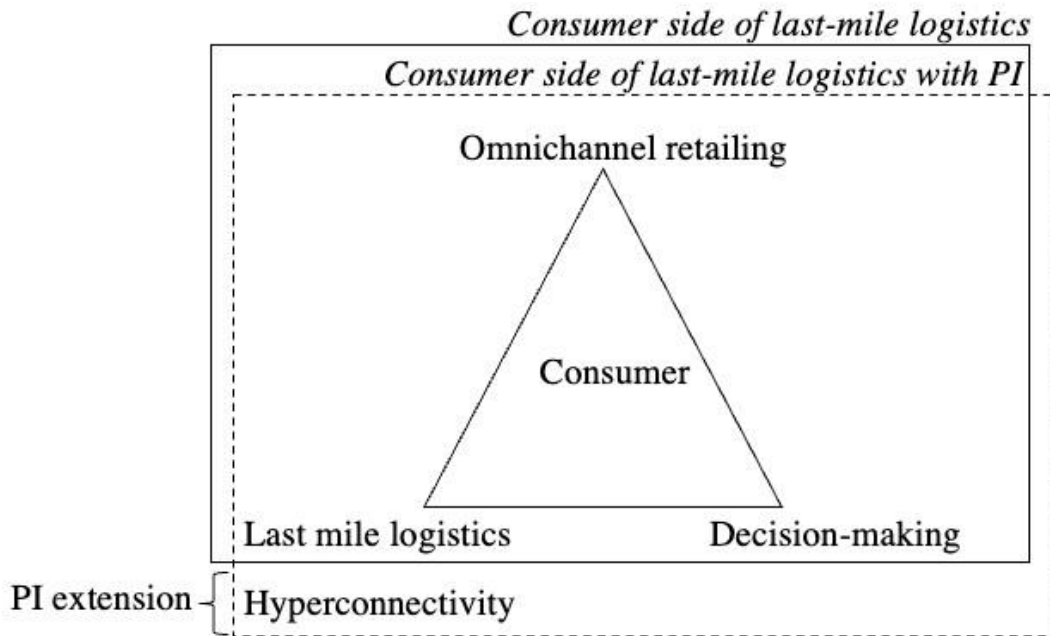 Consumer side of last-mile logistics
Consumer side of last-mile logistics with PI
Omnichannel retailing
Consumer
Last mile logistics
Decision-making
PI extension
Hyperconnectivity